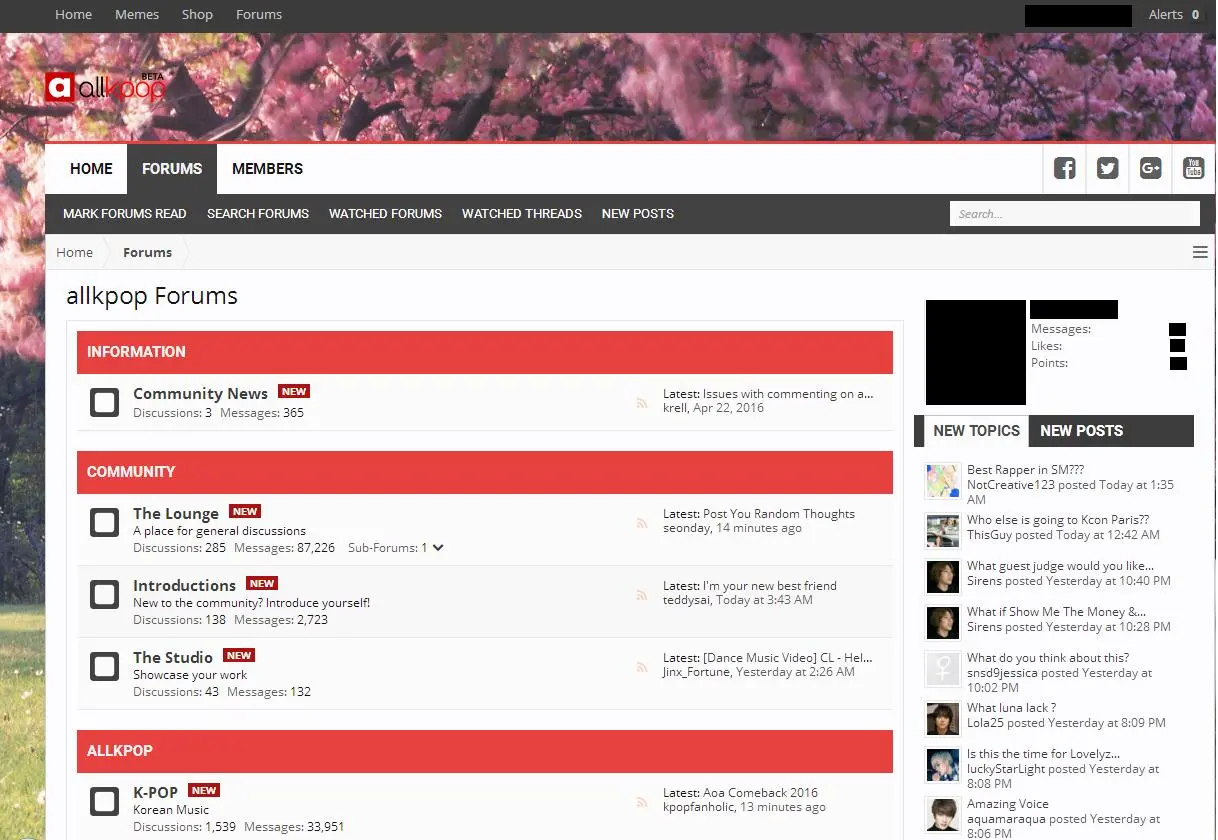 Home Memes Shop Forums Alerts 0
a allkpop BETA
HOME FORUMS MEMBERS
You Tube
MARK FORUMS READ SEARCH FORUMS WATCHED FORUMS WATCHED THREADS NEW POSTS Search...
Home Forums
allkpop Forums
INFORMATION
Community News NEW
Discussions: 3 Messages: 365
Latest: Issues with commenting on a...
krell, Apr 22, 2016
COMMUNITY
The Lounge NEW
A place for general discussions
Discussions: 285 Messages: 87,226 Sub-Forums: 1
Latest: Post You Random Thoughts
seonday, 14 minutes ago
Introductions NEW
New to the community? Introduce yourself!
Discussions: 138 Messages: 2,723
Latest: I'm your new best friend
teddysai, Today at 3:43 AM
The Studio NEW
Showcase your work
Discussions: 43 Messages: 132
Latest: [Dance Music Video] CL - Hel...
Jinx_Fortune, Yesterday at 2:26 AM
ALLKPOP
K-POP NEW
Korean Music
Discussions: 1,539 Messages: 33,951
Latest: Aoa Comeback 2016
kpopfanholic, 13 minutes ago
Messages:
Likes:
Points:
NEW TOPICS NEW POSTS
Best Rapper in SM???
NotCreative123 posted Today at 1:35
AM
Who else is going to Kcon Paris??
ThisGuy posted Today at 12:42 AM
What guest judge would you like...
Sirens posted Yesterday at 10:40 PM
What if Show Me The Money &...
Sirens posted Yesterday at 10:28 PM
What do you think about this?
snsd9jessica posted Yesterday at
10:02 PM
What luna lack ?
Lola25 posted Yesterday at 8:09 PM
Is this the time for Lovelyz...
luckyStarLight posted Yesterday at
8:08 PM
Amazing Voice
aquamaraqua posted Yesterday at
8:06 PM